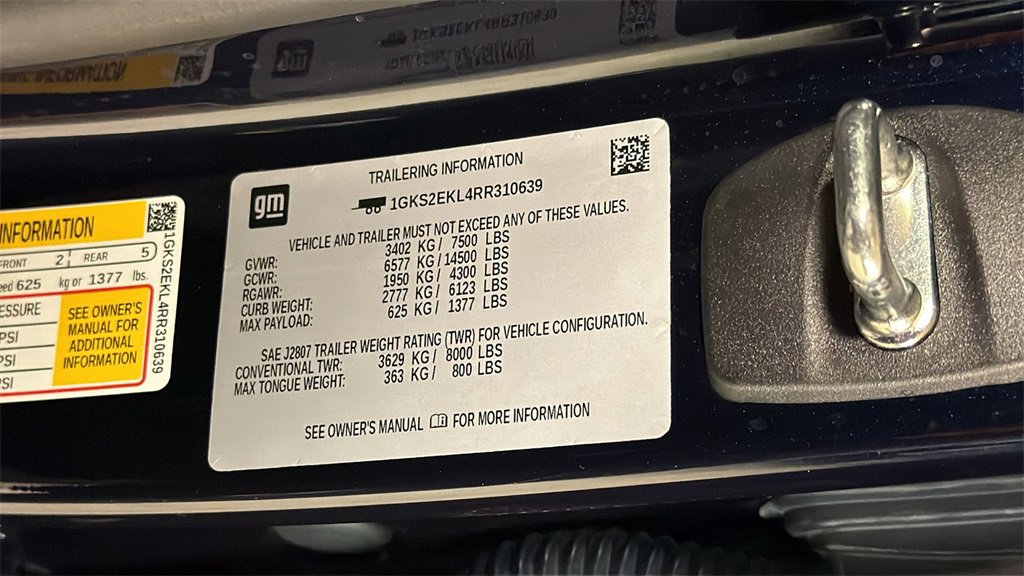 TRAILERING INFORMATION
gm
1GKS2EKL4RR310639
VEHICLE AND TRAILER MUST NOT EXCEED ANY OF THESE VALUES.
GVWR: 3402 KG / 7500 LBS
GCWR: 6577 KG / 14500 LBS
RGAWR: 1950 KG / 4300 LBS
CURB WEIGHT: 2777 KG / 6123 LBS
MAX PAYLOAD: 625 KG / 1377 LBS
SAE J2807 TRAILER WEIGHT RATING (TWR) FOR VEHICLE CONFIGURATION.
CONVENTIONAL TWR: 3629 KG / 8000 LBS
MAX TONGUE WEIGHT: 363 KG / 800 LBS
SEE OWNER'S MANUAL FOR MORE INFORMATION
INFORMATION
FRONT 2 REAR 5
625 kg or 1377 lbs.
SEE OWNER'S
MANUAL FOR
ADDITIONAL
INFORMATION
1GKS2EKL4RR310639